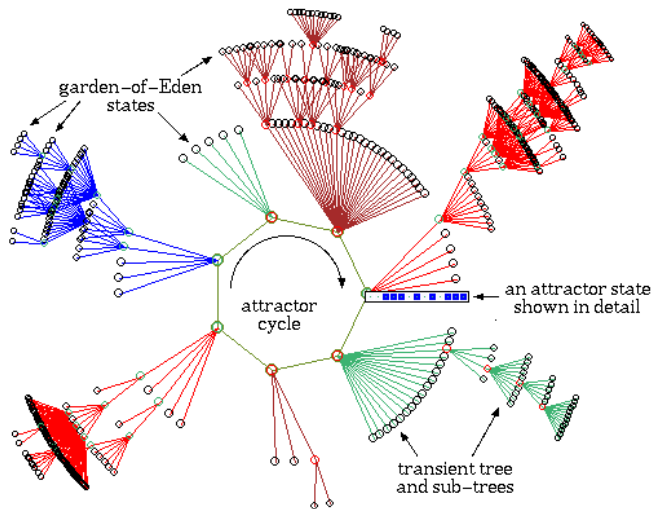 garden-of-Eden
states
attractor
cycle
an attractor state
shown in detail
transient tree
and sub-trees